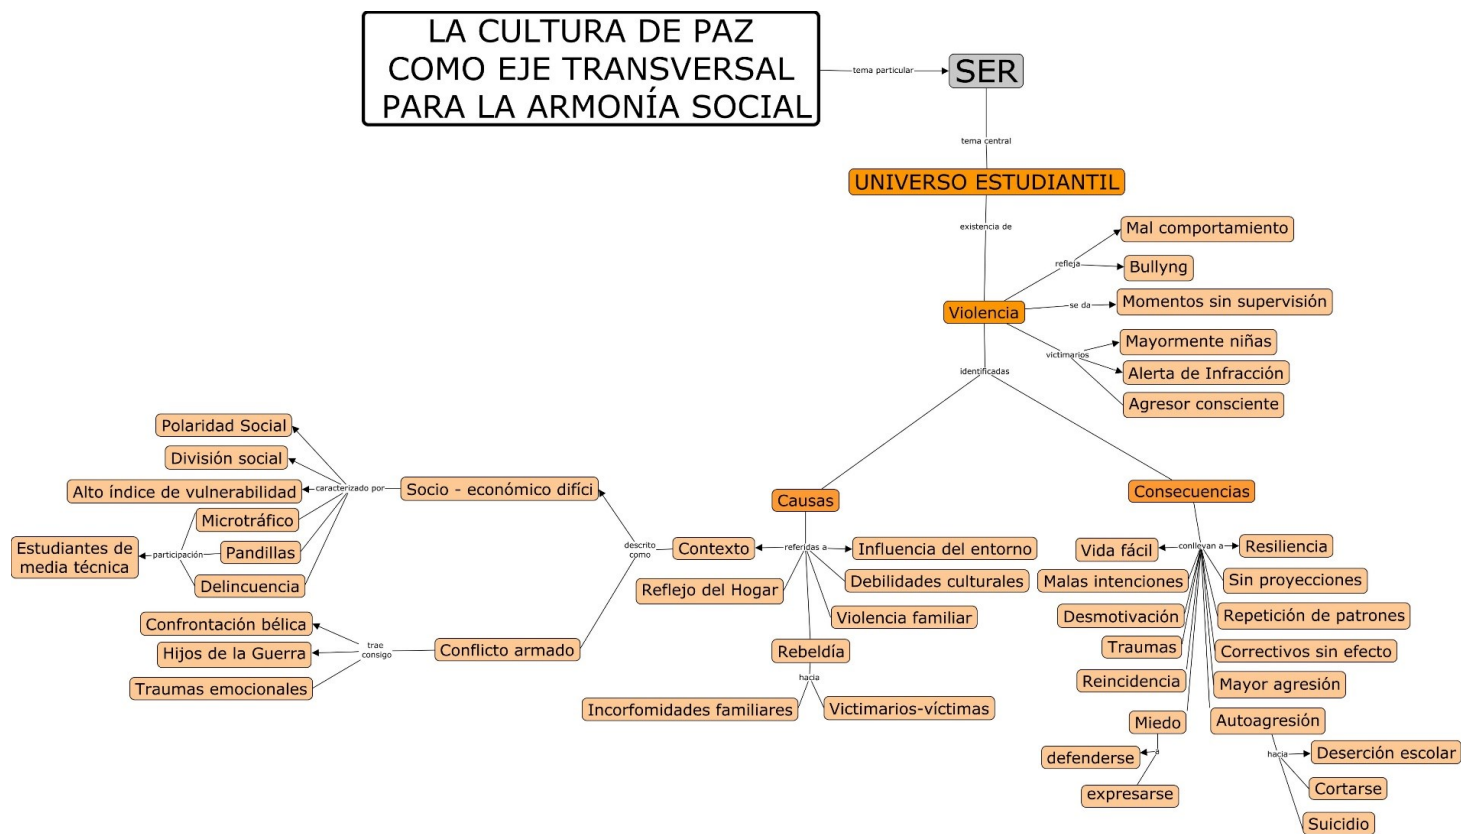 LA CULTURA DE PAZ
COMO EJE TRANSVERSAL
PARA LA ARMONÍA SOCIAL
tema particular
SER
tema central
UNIVERSO ESTUDIANTIL
existencia de
Violencia
refleja
Mal comportamiento
Bullyng
se da
Momentos sin supervisión
victimarios
Mayormente niñas
Alerta de Infracción
Agresor consciente
identificadas
Causas
referidas a
Contexto
Influencia del entorno
Reflejo del Hogar
Debilidades culturales
Violencia familiar
Rebeldía
hacia
Incorfomidades familiares
Victimarios-víctimas
descrito
como
Socio - económico difíci
caracterizado por
Polaridad Social
División social
Alto índice de vulnerabilidad
Microtráfico
Pandillas
Delincuencia
participación
Estudiantes de
media técnica
Conflicto armado
trae
consigo
Confrontación bélica
Hijos de la Guerra
Traumas emocionales
Consecuencias
conllevan a
Vida fácil
Resiliencia
Malas intenciones
Sin proyecciones
Desmotivación
Repetición de patrones
Traumas
Correctivos sin efecto
Reincidencia
Mayor agresión
Miedo
a
defenderse
expresarse
Autoagresión
hacia
Deserción escolar
Cortarse
Suicidio